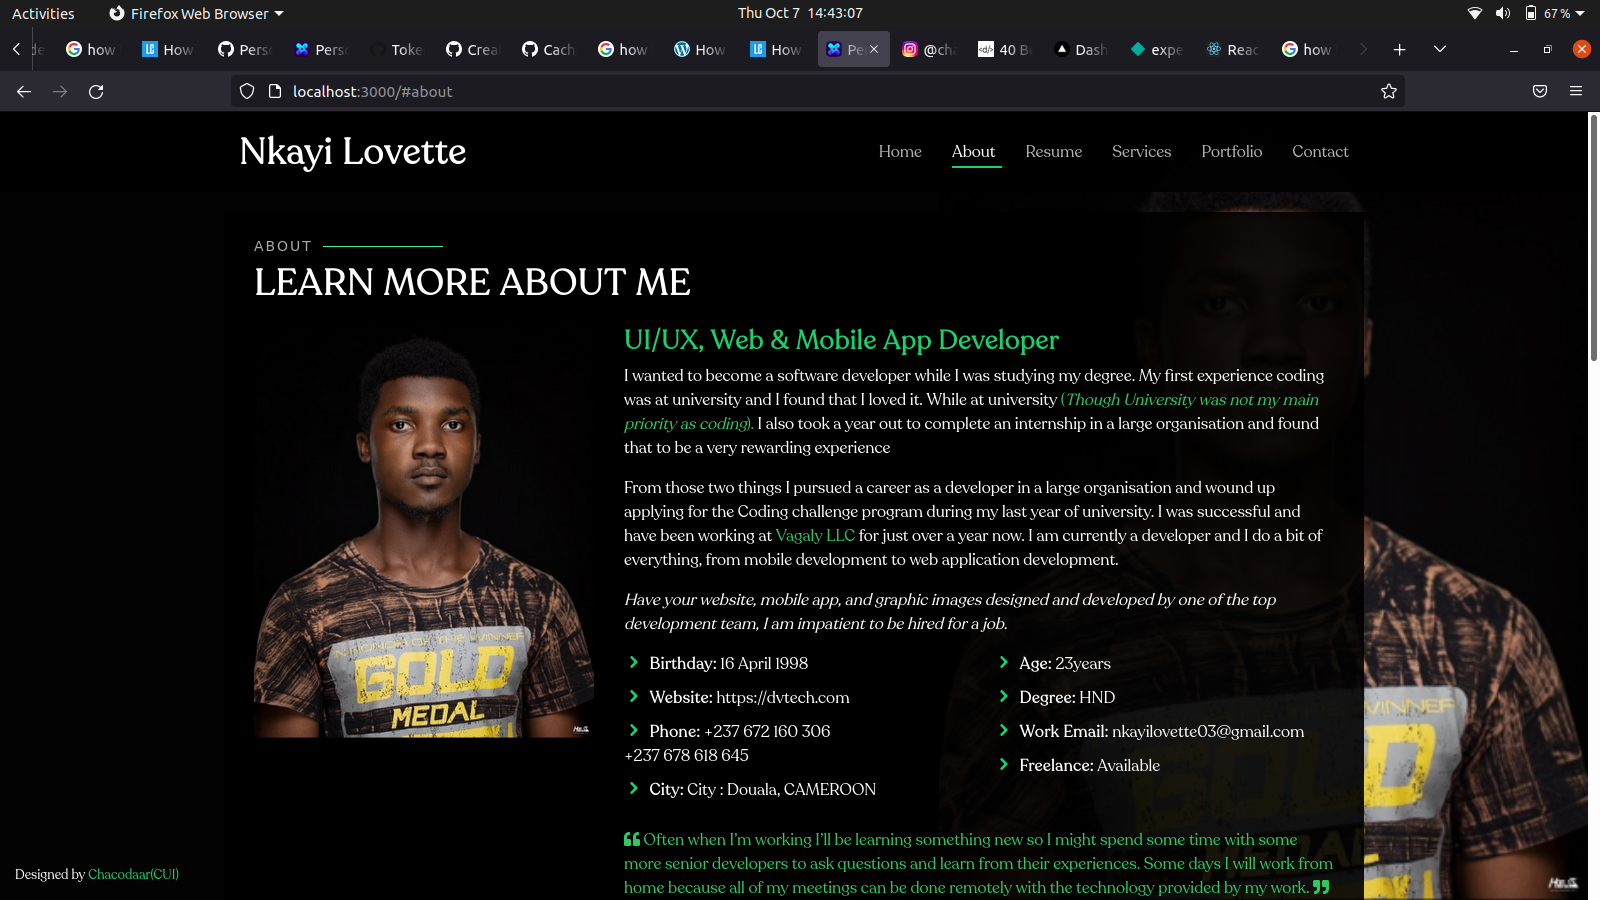 Activities
Firefox Web Browser
Thu Oct 7 14:43:07
67 %
how
How
Perso
Perso
Toke
Crea
Cach
how
How
How
Pe
@cha
40 Be
Dash
expe
Reac
how
localhost:3000/#about
Nkayi Lovette
Home
About
Resume
Services
Portfolio
Contact
ABOUT
LEARN MORE ABOUT ME
UI/UX, Web & Mobile App Developer
I wanted to become a software developer while I was studying my degree. My first experience coding
was at university and I found that I loved it. While at university (Though University was not my main
priority as coding). I also took a year out to complete an internship in a large organisation and found
that to be a very rewarding experience
From those two things I pursued a career as a developer in a large organisation and wound up
applying for the Coding challenge program during my last year of university. I was successful and
have been working at Vagaly LLC for just over a year now. I am currently a developer and I do a bit of
everything, from mobile development to web application development.
Have your website, mobile app, and graphic images designed and developed by one of the top
development team, I am impatient to be hired for a job.
Birthday: 16 April 1998
Website: https://dvtech.com
Phone: +237 672 160 306
+237 678 618 645
City: City : Douala, CAMEROON
Age: 23years
Degree: HND
Work Email: nkayilovette03@gmail.com
Freelance: Available
“ Often when I'm working I'll be learning something new so I might spend some time with some
more senior developers to ask questions and learn from their experiences. Some days I will work from
home because all of my meetings can be done remotely with the technology provided by my work. ”
IN HONOR OF THE WINNER
GOLD
MEDAL
WINNER
GOLD
Designed by Chacodaar(CUI)